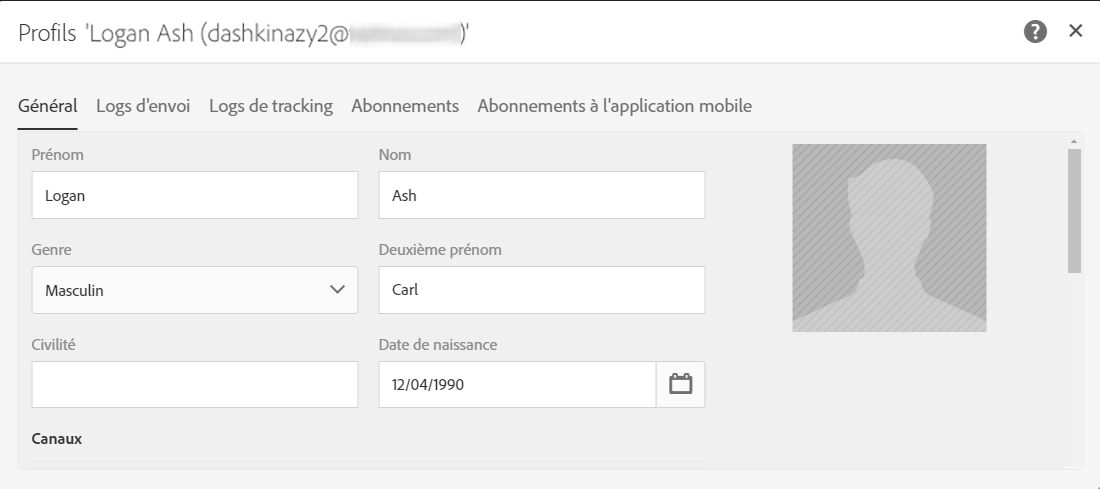 Profils 'Logan Ash (dashkinazy2@ )'
?
Général Logs d'envoi Logs de tracking Abonnements Abonnements à l'application mobile
Prénom Nom
Logan Ash
Genre Deuxième prénom
Masculin Carl
Civilité Date de naissance
12/04/1990
Canaux